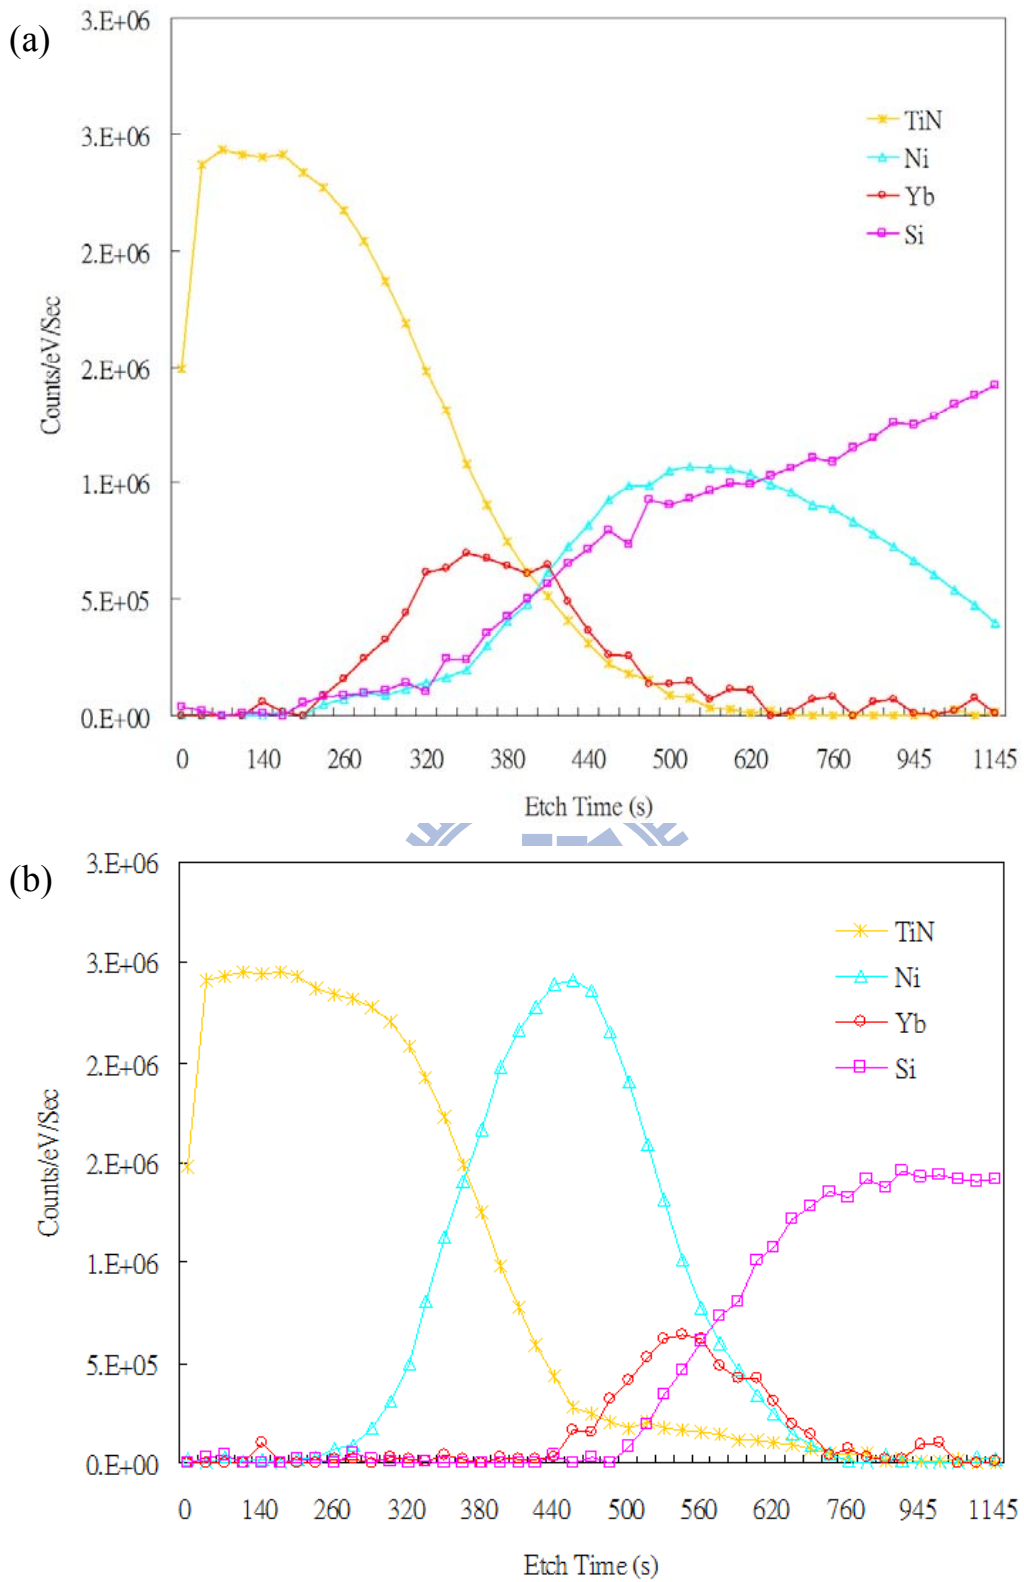 (a)
3.E+06
3.E+06
2.E+06
2.E+06
1.E+06
5.E+05
0.E+00
Counts/eV/Sec
TiN
Ni
Yb
Si
0 140 260 320 380 440 500 620 760 945 1145
Etch Time (s)
(b)
3.E+06
3.E+06
2.E+06
2.E+06
1.E+06
5.E+05
0.E+00
Counts/eV/Sec
TiN
Ni
Yb
Si
0 140 260 320 380 440 500 560 620 760 945 1145
Etch Time (s)